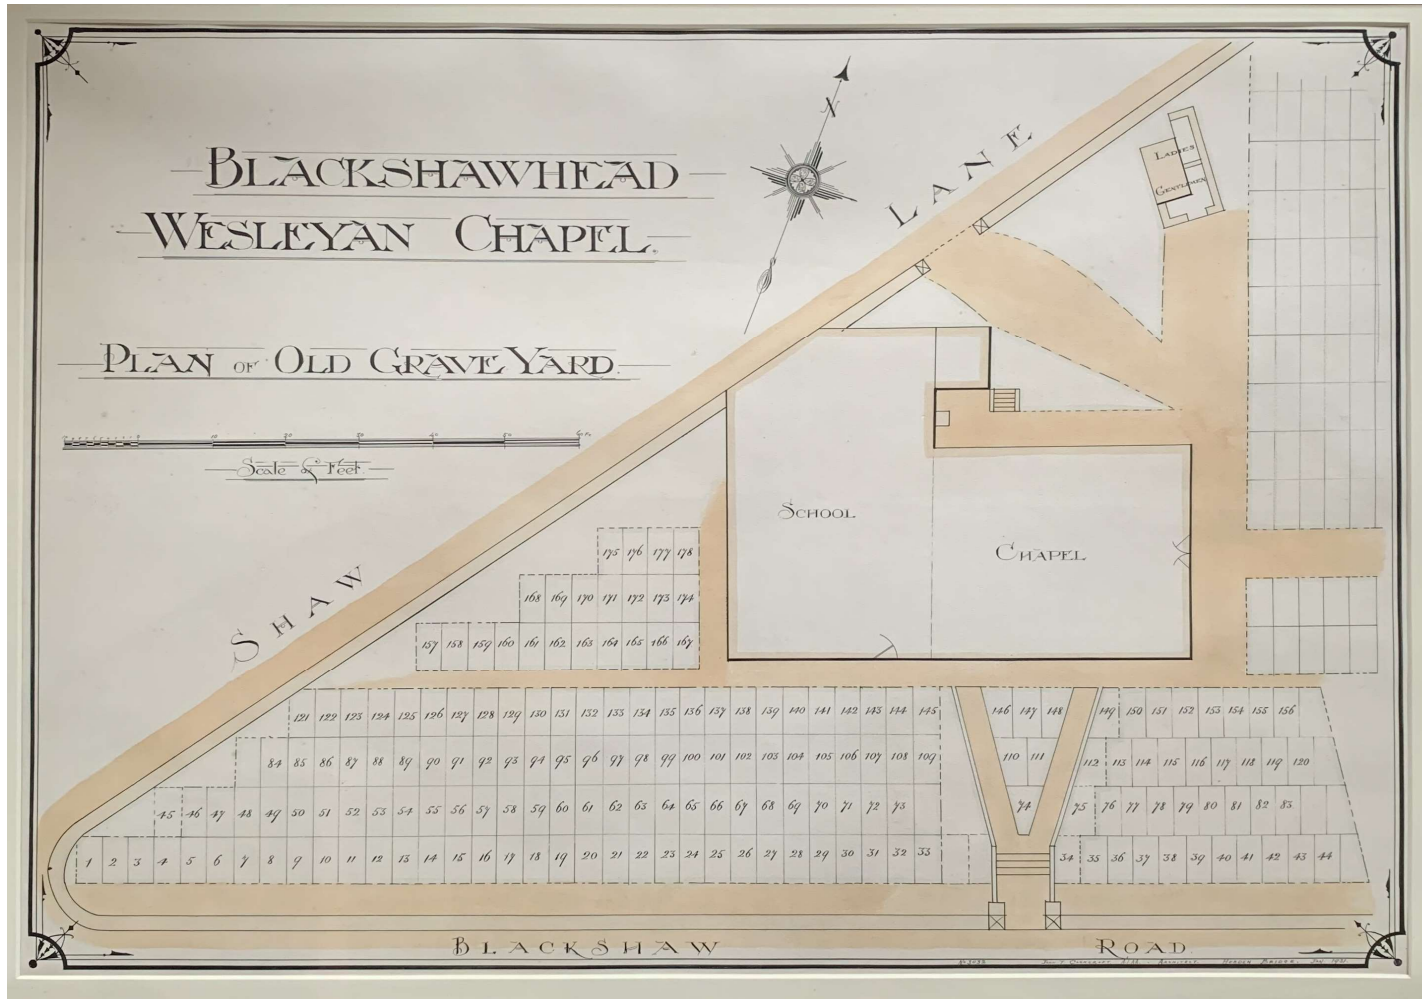 BLACKSHAWHEAD
WESLEYAN CHAPEL.
PLAN OF OLD GRAVE YARD.
10 20 30 40 50 60
Scale of Feet.
N
SHAW LANE
LADIES
GENTLEMEN
SCHOOL
CHAPEL
175 176 177 178
168 169 170 171 172 173 174
157 158 159 160 161 162 163 164 165 166 167
121 122 123 124 125 126 127 128 129 130 131 132 133 134 135 136 137 138 139 140 141 142 143 144 145 146 147 148 149 150 151 152 153 154 155 156
84 85 86 87 88 89 90 91 92 93 94 95 96 97 98 99 100 101 102 103 104 105 106 107 108 109 110 111 112 113 114 115 116 117 118 119 120
45 46 47 48 49 50 51 52 53 54 55 56 57 58 59 60 61 62 63 64 65 66 67 68 69 70 71 72 73 74 75 76 77 78 79 80 81 82 83
1 2 3 4 5 6 7 8 9 10 11 12 13 14 15 16 17 18 19 20 21 22 23 24 25 26 27 28 29 30 31 32 33 34 35 36 37 38 39 40 41 42 43 44
BLACKSHAW ROAD
ARCHITECT. HEBDEN BRIDGE.